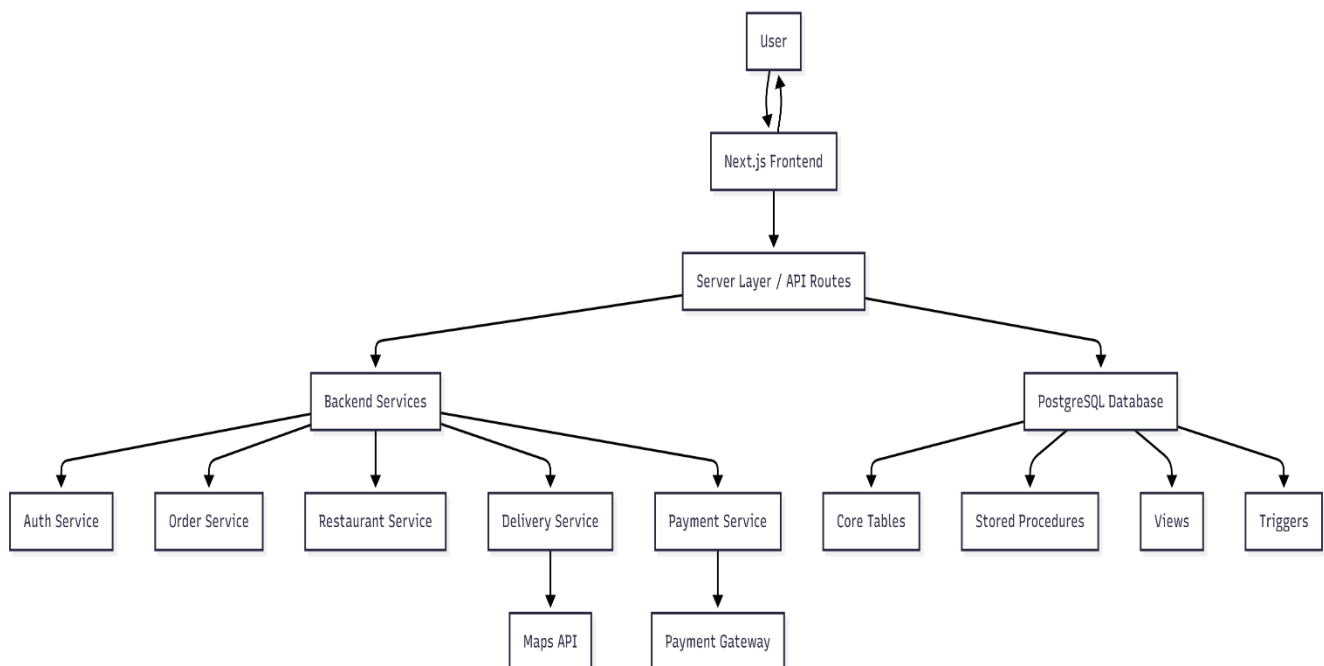 User
Next.js Frontend
Server Layer / API Routes
Backend Services
PostgreSQL Database
Auth Service
Order Service
Restaurant Service
Delivery Service
Payment Service
Core Tables
Stored Procedures
Views
Triggers
Maps API
Payment Gateway